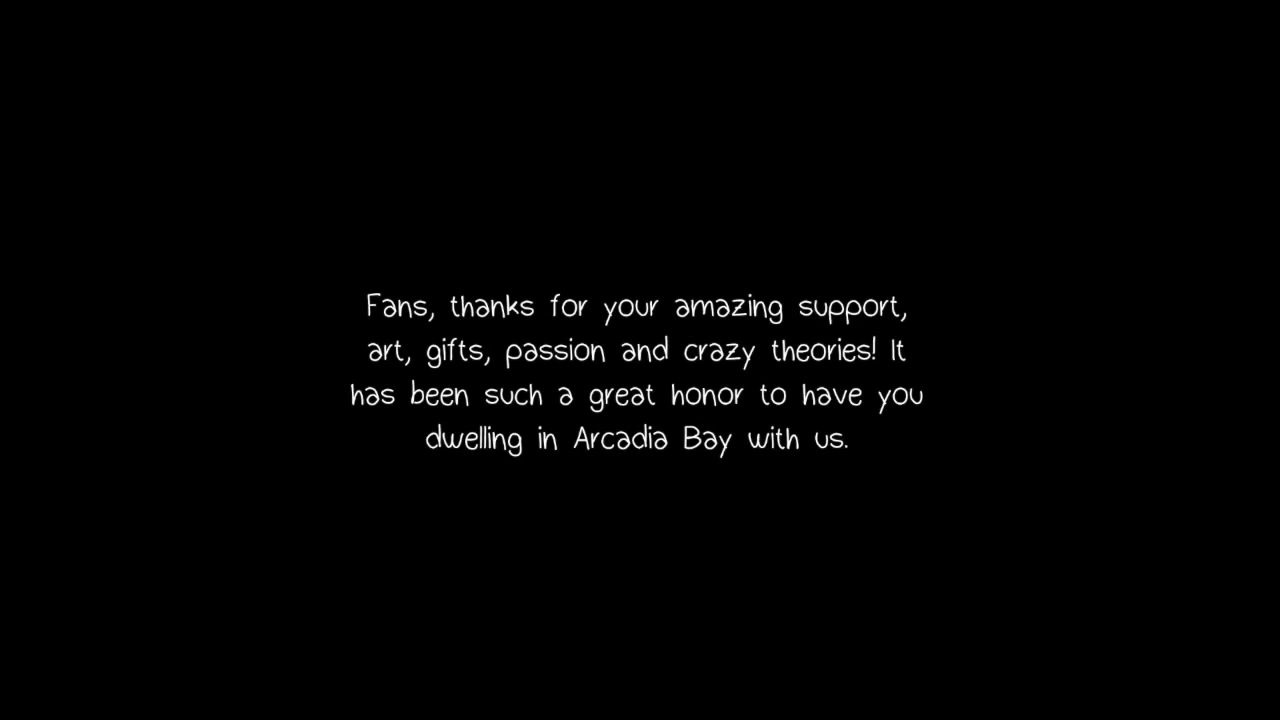 Fans, thanks for your amazing support,
art, gifts, passion and crazy theories! It
has been such a great honor to have you
dwelling in Arcadia Bay with us.